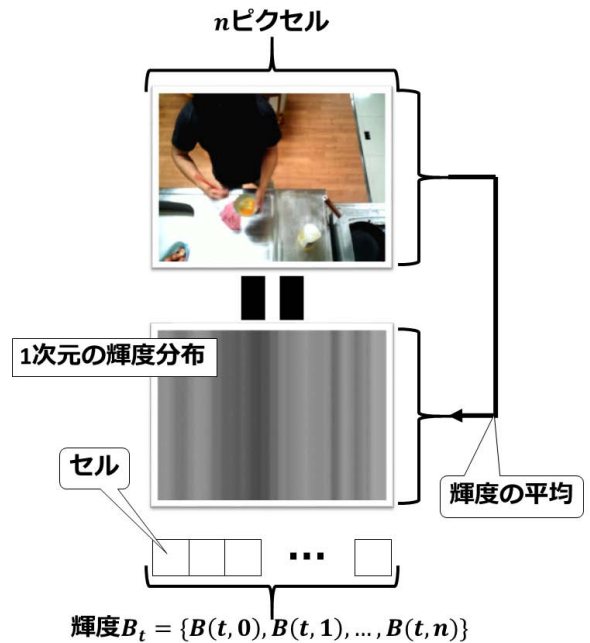 nピクセル
1次元の輝度分布
セル
輝度の平均
…
輝度B_t = {B(t,0), B(t,1), ..., B(t,n)}